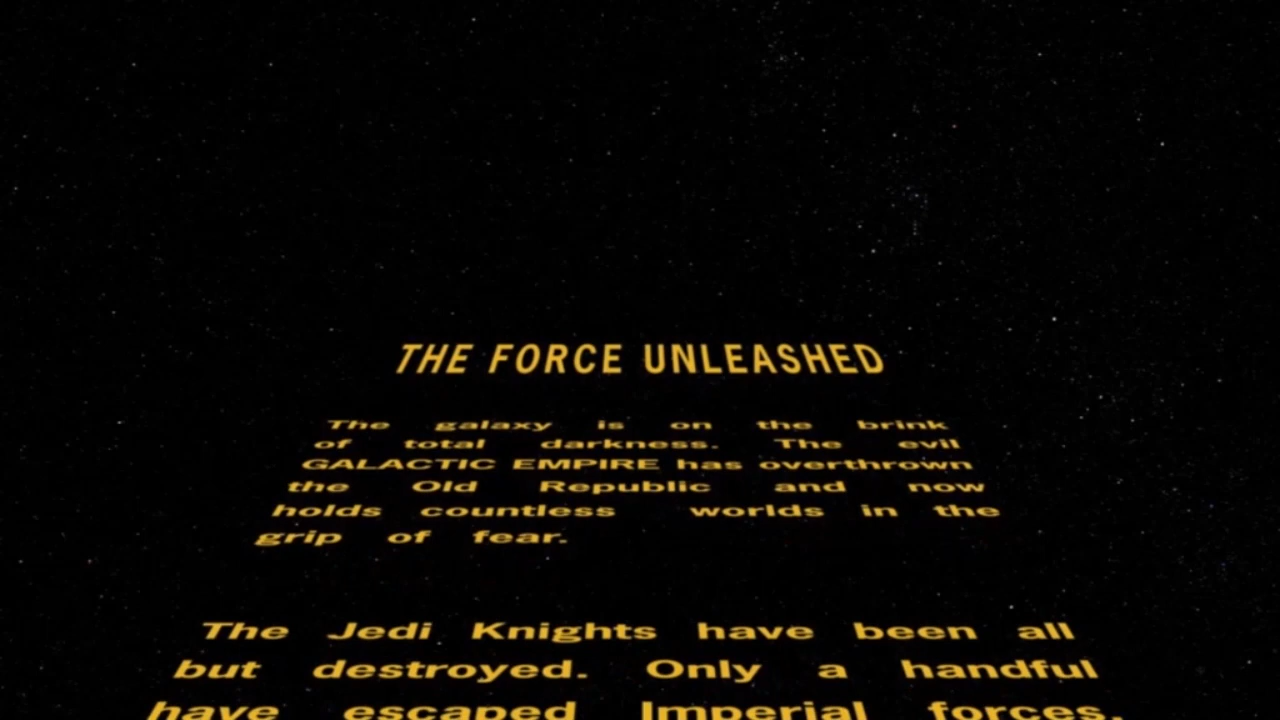 THE FORCE UNLEASHED
The galaxy is on the brink
of total darkness. The evil
GALACTIC EMPIRE has overthrown
the Old Republic and now
holds countless worlds in the
grip of fear.
The Jedi Knights have been all
but destroyed. Only a handful
have escaped Imperial forces,